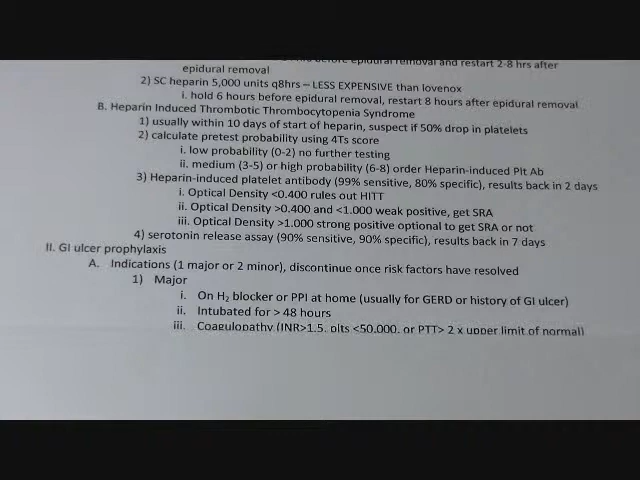 before epidural removal and restart 2-8 hrs after
epidural removal
2) SC heparin 5,000 units q8hrs – LESS EXPENSIVE than lovenox
i. hold 6 hours before epidural removal, restart 8 hours after epidural removal
B. Heparin Induced Thrombotic Thrombocytopenia Syndrome
1) usually within 10 days of start of heparin, suspect if 50% drop in platelets
2) calculate pretest probability using 4Ts score
i. low probability (0-2) no further testing
ii. medium (3-5) or high probability (6-8) order Heparin-induced Plt Ab
3) Heparin-induced platelet antibody (99% sensitive, 80% specific), results back in 2 days
i. Optical Density <0.400 rules out HITT
ii. Optical Density >0.400 and <1.000 weak positive, get SRA
iii. Optical Density >1.000 strong positive optional to get SRA or not
4) serotonin release assay (90% sensitive, 90% specific), results back in 7 days
II. GI ulcer prophylaxis
A. Indications (1 major or 2 minor), discontinue once risk factors have resolved
1) Major
i. On H₂ blocker or PPI at home (usually for GERD or history of GI ulcer)
ii. Intubated for > 48 hours
iii. Coagulopathy (INR>1.5, plts <50,000, or PTT> 2 x upper limit of normal)